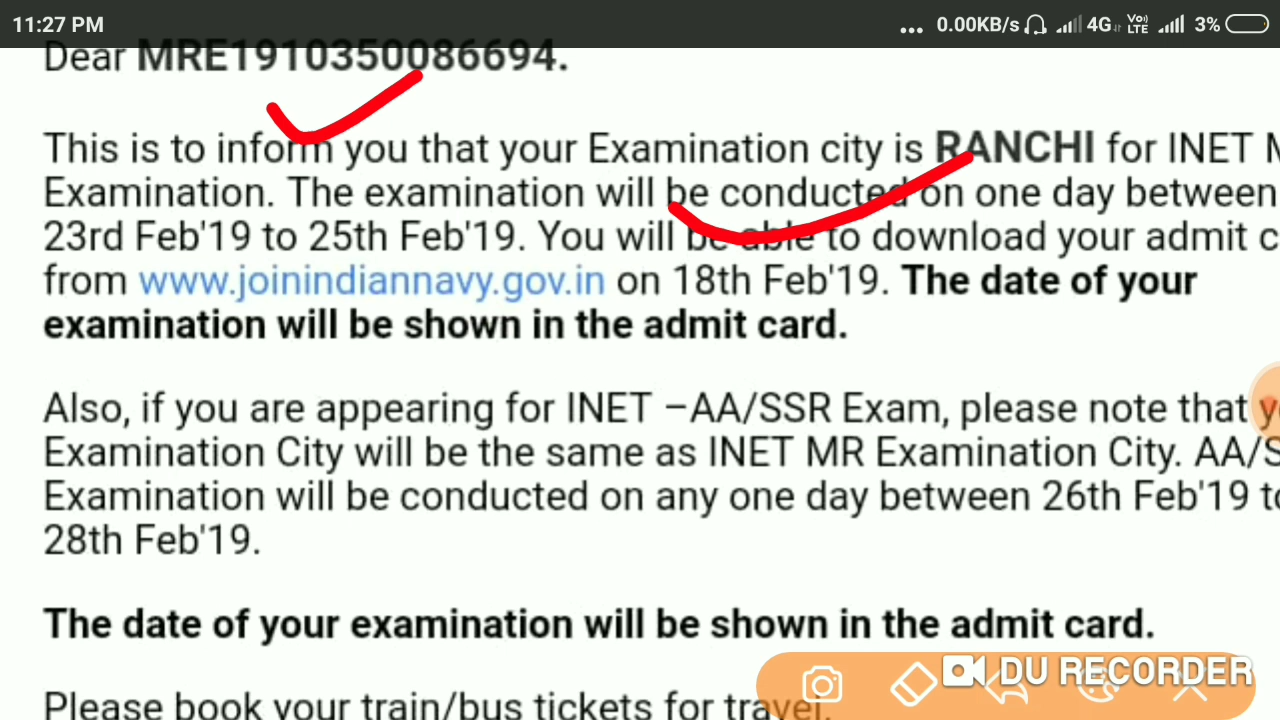 11:27 PM ... 0.00KB/s 4G Vo) LTE 3%
Dear MRE1910350086694.
This is to inform you that your Examination city is RANCHI for INET M
Examination. The examination will be conducted on one day between
23rd Feb'19 to 25th Feb'19. You will be able to download your admit c
from www.joinindiannavy.gov.in on 18th Feb'19. The date of your
examination will be shown in the admit card.
Also, if you are appearing for INET –AA/SSR Exam, please note that y
Examination City will be the same as INET MR Examination City. AA/S
Examination will be conducted on any one day between 26th Feb'19 to
28th Feb'19.
The date of your examination will be shown in the admit card.
Please book your train/bus tickets for travel.
DU RECORDER